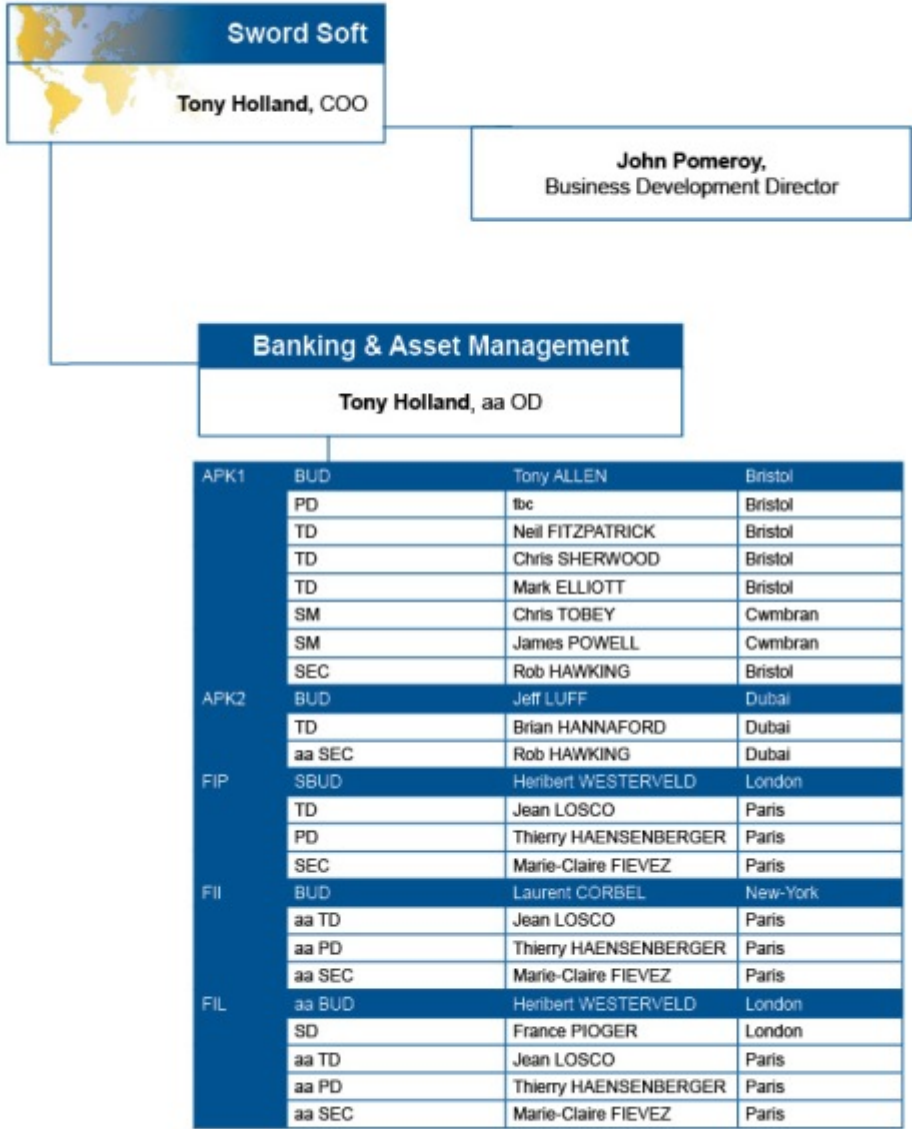 Sword Soft
Tony Holland, COO
John Pomeroy,
Business Development Director
Banking & Asset Management
Tony Holland, aa OD
APK1 BUD Tony ALLEN Bristol
PD tbc Bristol
TD Neil FITZPATRICK Bristol
TD Chris SHERWOOD Bristol
TD Mark ELLIOTT Bristol
SM Chris TOBEY Cwmbran
SM James POWELL Cwmbran
SEC Rob HAWKING Bristol
APK2 BUD Jeff LUFF Dubai
TD Brian HANNAFORD Dubai
aa SEC Rob HAWKING Dubai
FIP SBUD Heribert WESTERVELD London
TD Jean LOSCO Paris
PD Thierry HAENSENBERGER Paris
SEC Marie-Claire FIEVEZ Paris
FII BUD Laurent CORBEL New-York
aa TD Jean LOSCO Paris
aa PD Thierry HAENSENBERGER Paris
aa SEC Marie-Claire FIEVEZ Paris
FIL aa BUD Heribert WESTERVELD London
SD France PIOGER London
aa TD Jean LOSCO Paris
aa PD Thierry HAENSENBERGER Paris
aa SEC Marie-Claire FIEVEZ Paris